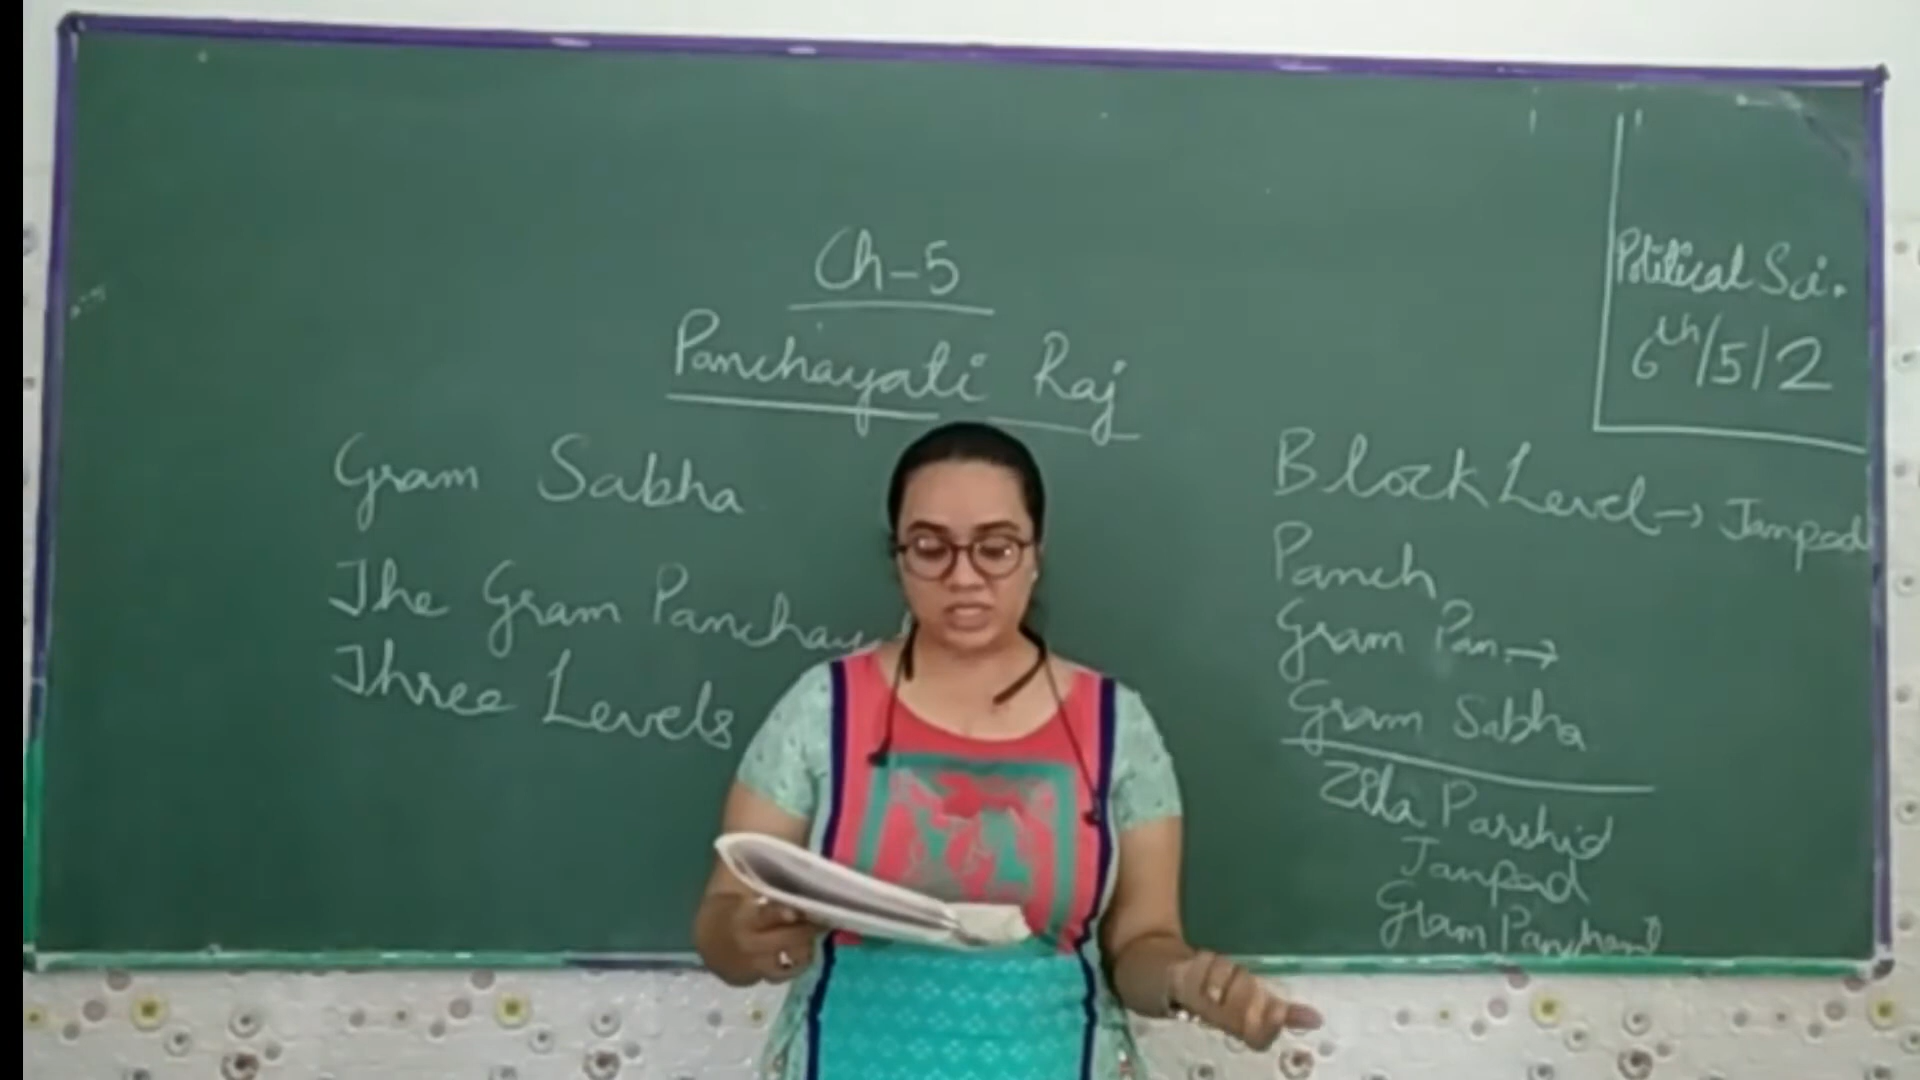 Ch-5
Panchayati Raj
Political Sci.
6th/5/2
Gram Sabha
The Gram Panchay
Three Levels
Block Level → Janpad
Panch
Gram Pan. →
Gram Sabha
Zila Parshid
Janpad
Gram Panchayat